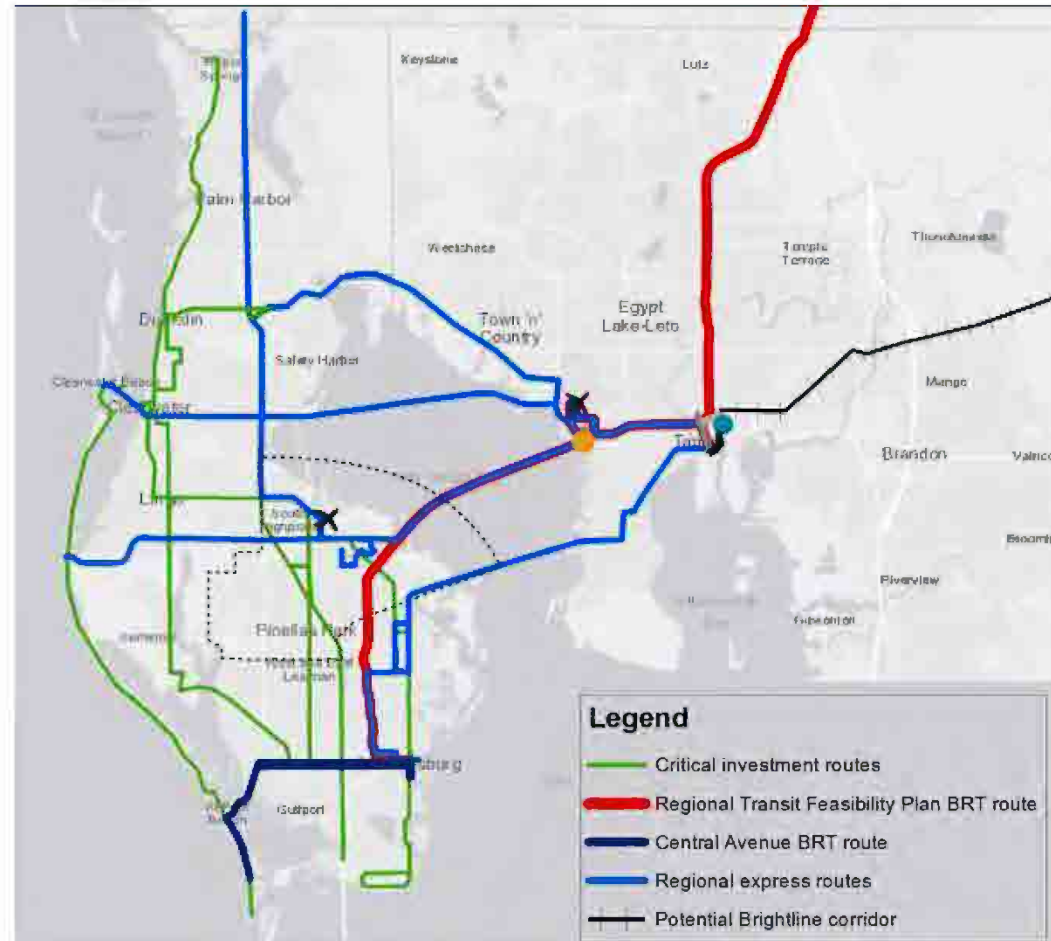 Keystone
Lutz
Palm Harbor
Westchase
Temple
Terrace
Thonotosassa
Egypt
Lake-Leto
Town 'n'
Country
Dunedin
Safety Harbor
Mango
Clearwater Beach
Clearwater
Brandon
Largo
Riverview
Gibsonton
Pinellas Park
Gulfport
Legend
Critical investment routes
Regional Transit Feasibility Plan BRT route
Central Avenue BRT route
Regional express routes
Potential Brightline corridor